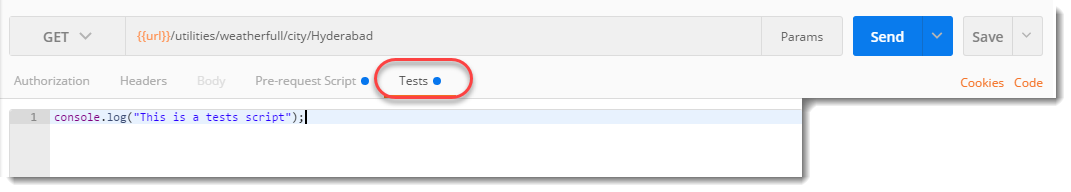 GET {{url}}/utilities/weatherfull/city/Hyderabad Params Send Save
Authorization Headers Body Pre-request Script Tests Cookies Code
1 console.log("This is a tests script");